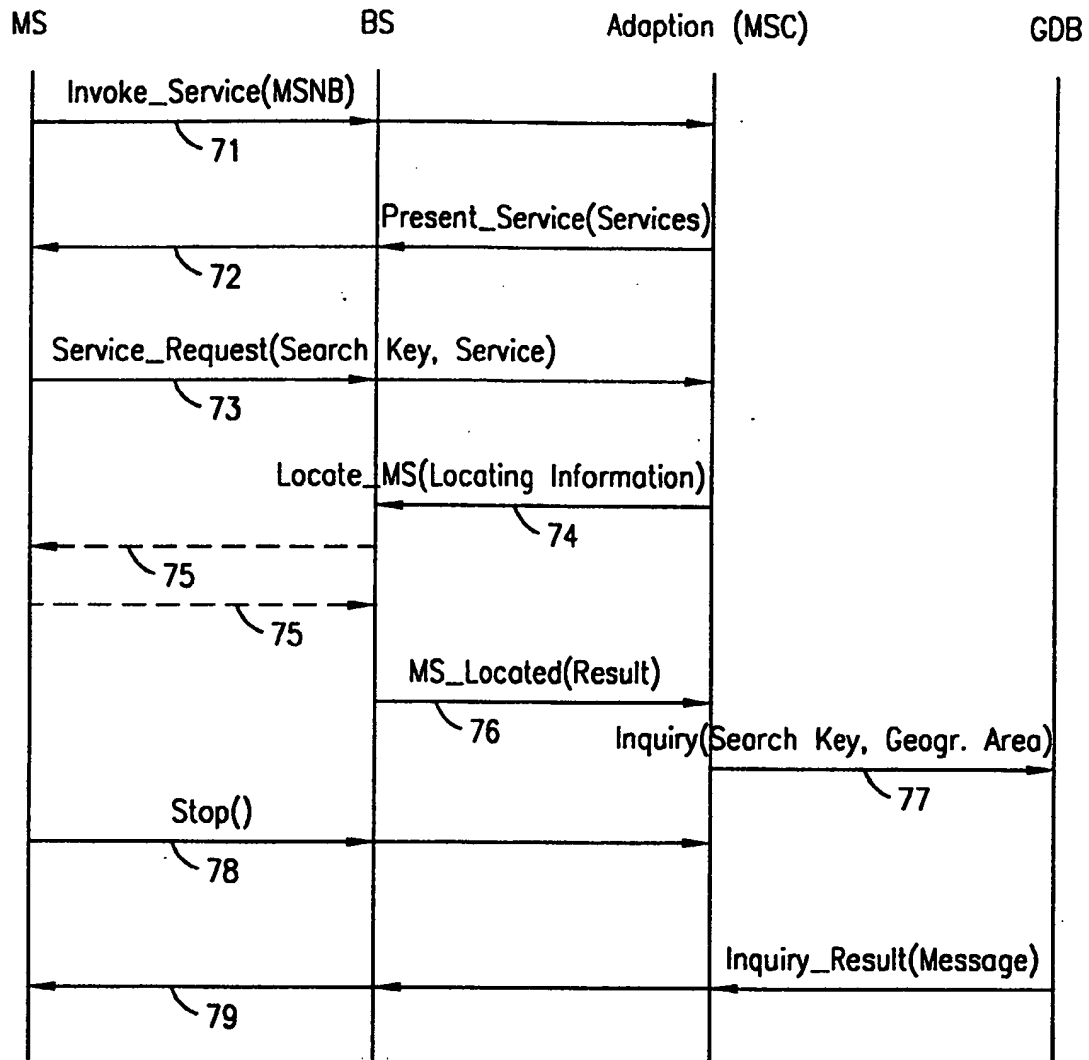 MS BS Adaption (MSC) GDB
Invoke_Service(MSNB)
71
Present_Service(Services)
72
Service_Request(Search Key, Service)
73
Locate_MS(Locating Information)
74
75
75
MS_Located(Result)
76
Inquiry(Search Key, Geogr. Area)
77
Stop()
78
Inquiry_Result(Message)
79